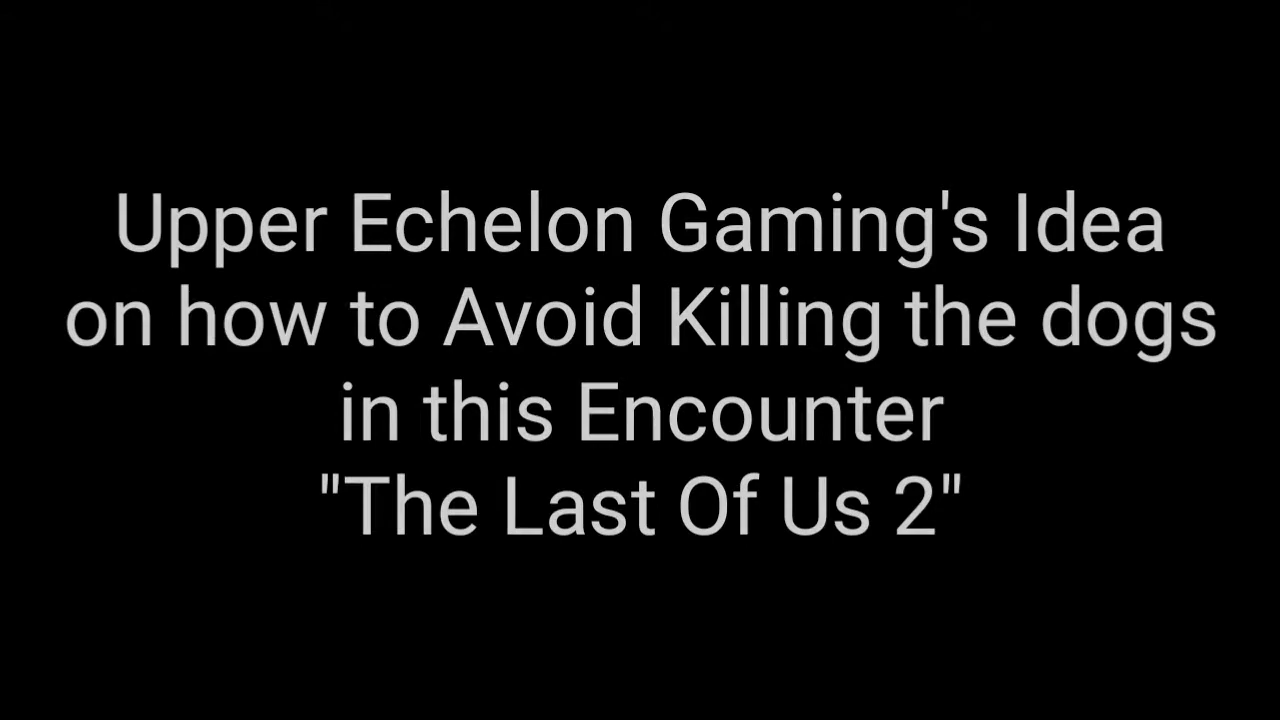 Upper Echelon Gaming's Idea
on how to Avoid Killing the dogs
in this Encounter
"The Last Of Us 2"